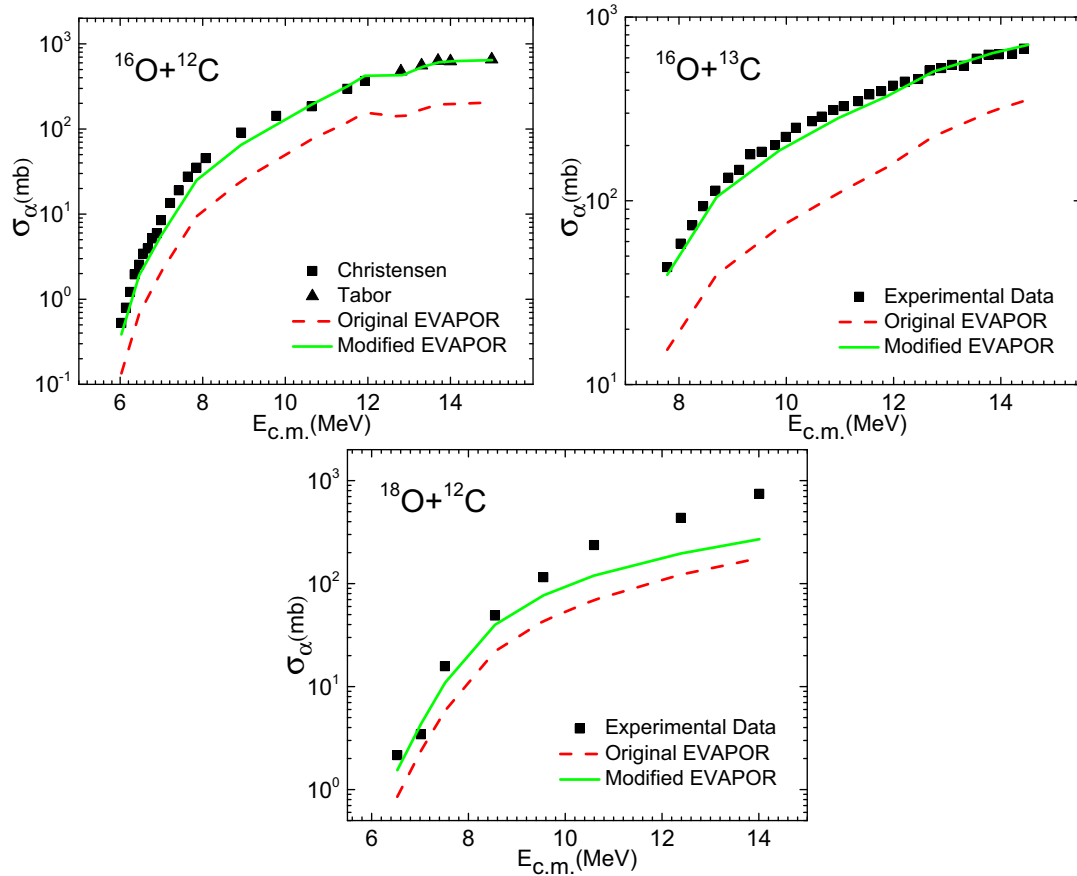 ¹⁶O+¹²C
σα(mb)
10³
10²
10¹
10⁰
10⁻¹
Christensen
Tabor
Original EVAPOR
Modified EVAPOR
6 8 10 12 14
E_c.m.(MeV)
¹⁶O+¹³C
σα(mb)
10³
10²
10¹
Experimental Data
Original EVAPOR
Modified EVAPOR
8 10 12 14
E_c.m.(MeV)
¹⁸O+¹²C
σα(mb)
10³
10²
10¹
10⁰
Experimental Data
Original EVAPOR
Modified EVAPOR
6 8 10 12 14
E_c.m.(MeV)